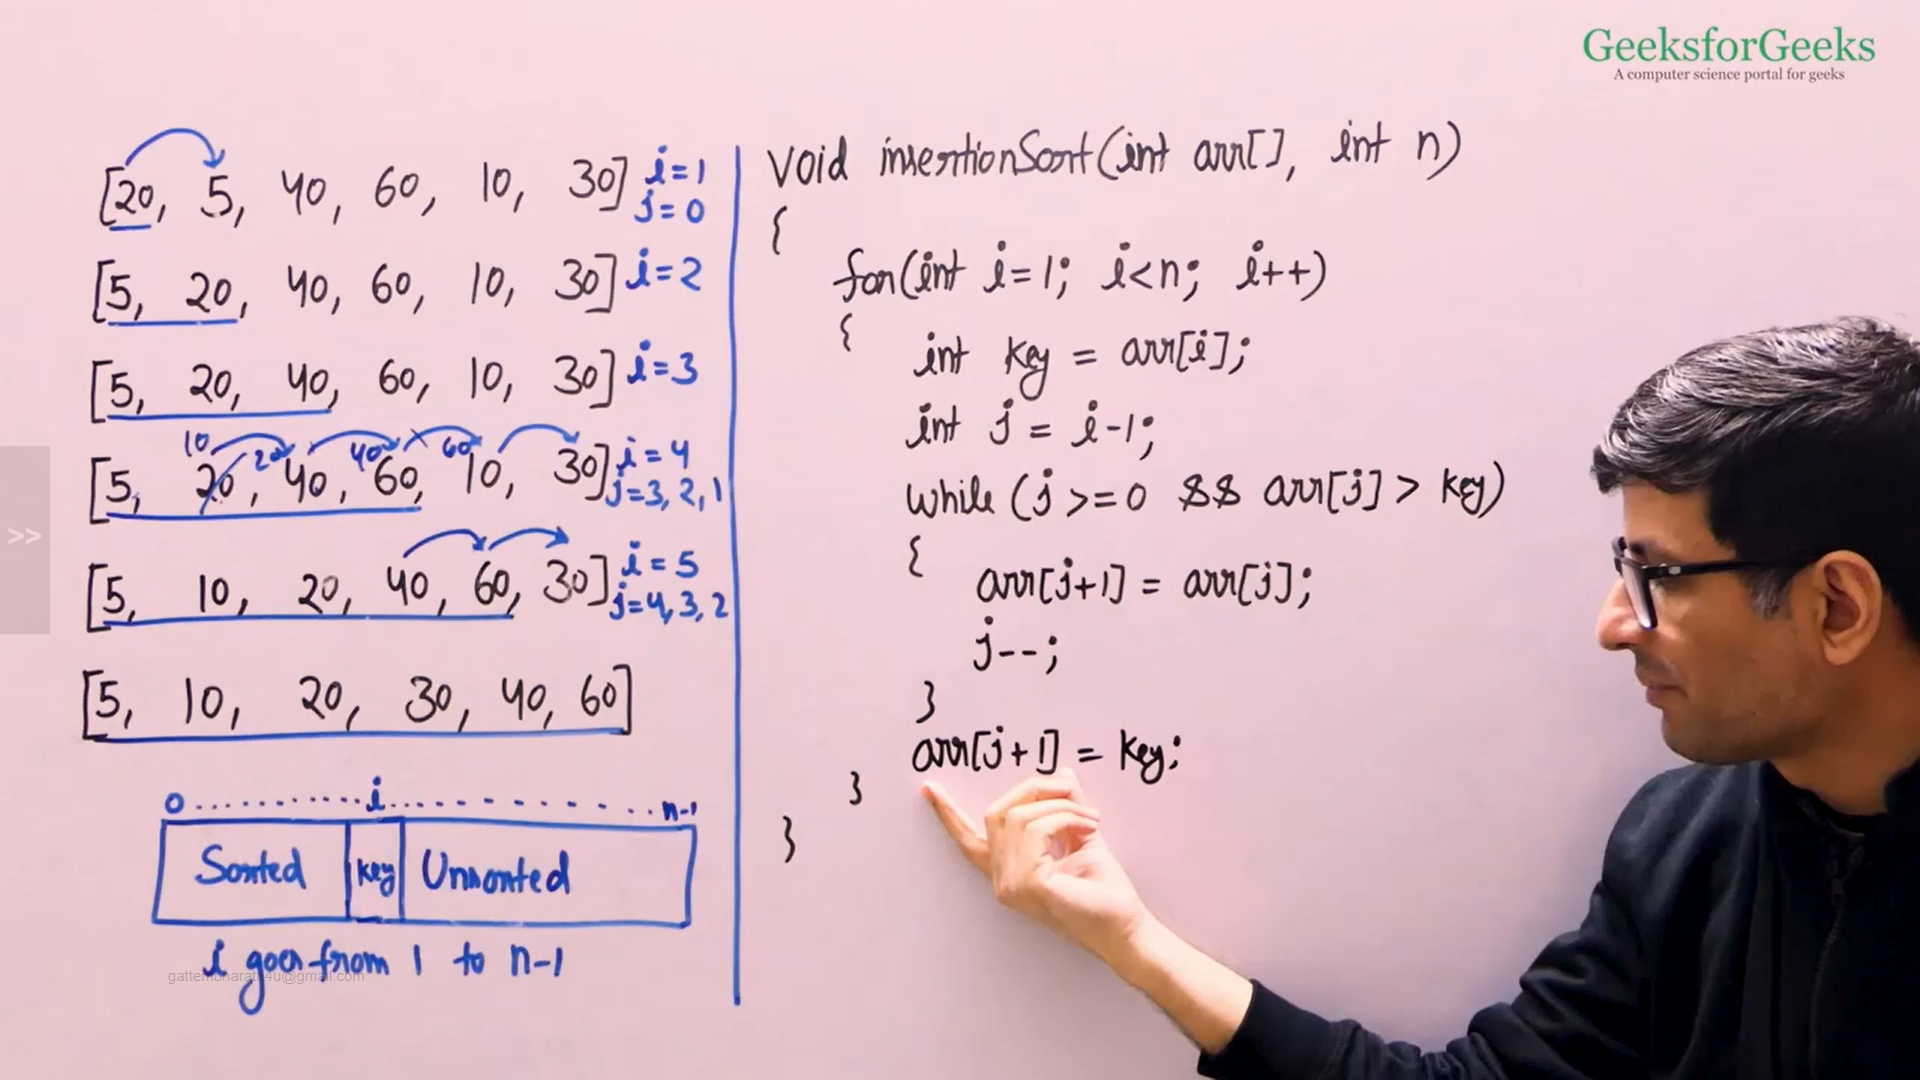 GeeksforGeeks
A computer science portal for geeks
[20, 5, 40, 60, 10, 30] i=1
j=0
[5, 20, 40, 60, 10, 30] i=2
[5, 20, 40, 60, 10, 30] i=3
10 20 40 60
[5, 20, 40, 60, 10, 30] i=4
j=3, 2, 1
[5, 10, 20, 40, 60, 30] i=5
j=4, 3, 2
[5, 10, 20, 30, 40, 60]
0 .......... i .......... n-1
Sorted key Unsorted
i goes from 1 to n-1
gattembharath4u@gmail.com
>>
void insertionSort(int arr[], int n)
{
for(int i=1; i<n; i++)
{
int key = arr[i];
int j = i-1;
while (j >=0 && arr[j] > key)
{
arr[j+1] = arr[j];
j--;
}
arr[j+1] = key;
}
}